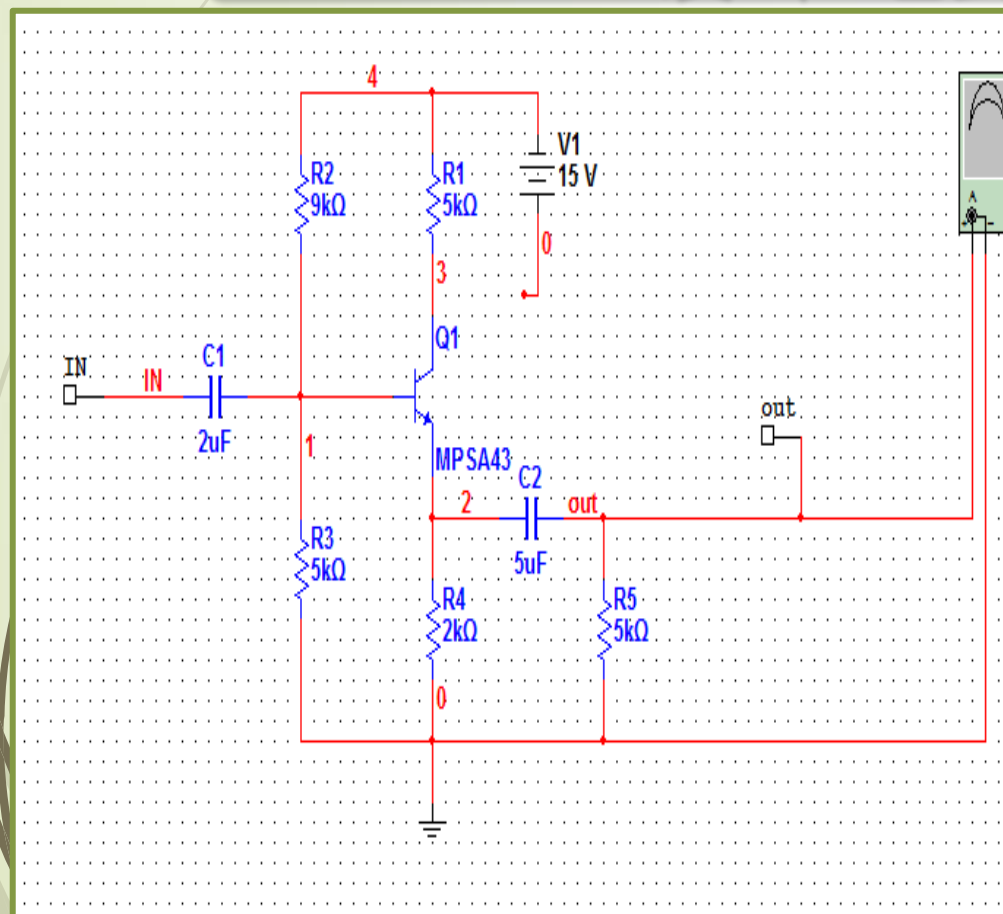 4
R2
9kΩ
R1
5kΩ
V1
15 V
0
3
A
+ -
Q1
IN
IN
C1
2uF
1
MPSA43
out
2
C2
out
5uF
R3
5kΩ
R4
2kΩ
R5
5kΩ
0